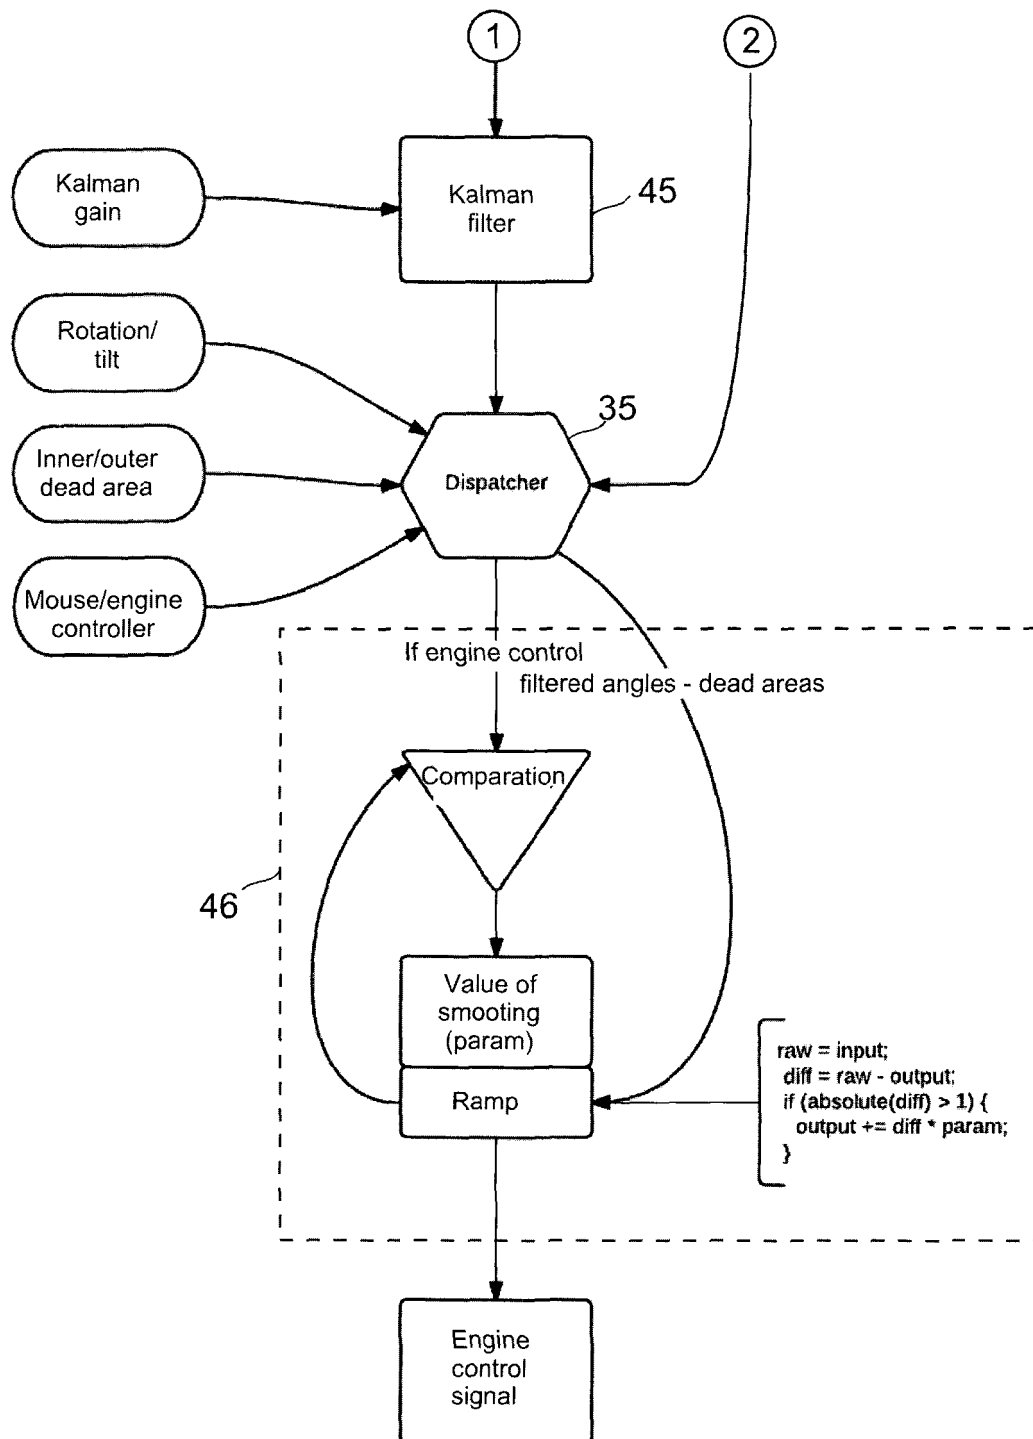 1
2
Kalman
gain
Kalman
filter
45
Rotation/
tilt
35
Inner/outer
dead area
Dispatcher
Mouse/engine
controller
If engine control
filtered angles - dead areas
Comparation
46
Value of
smooting
(param)
Ramp
raw = input;
diff = raw - output;
if (absolute(diff) > 1) {
output += diff * param;
}
Engine
control
signal